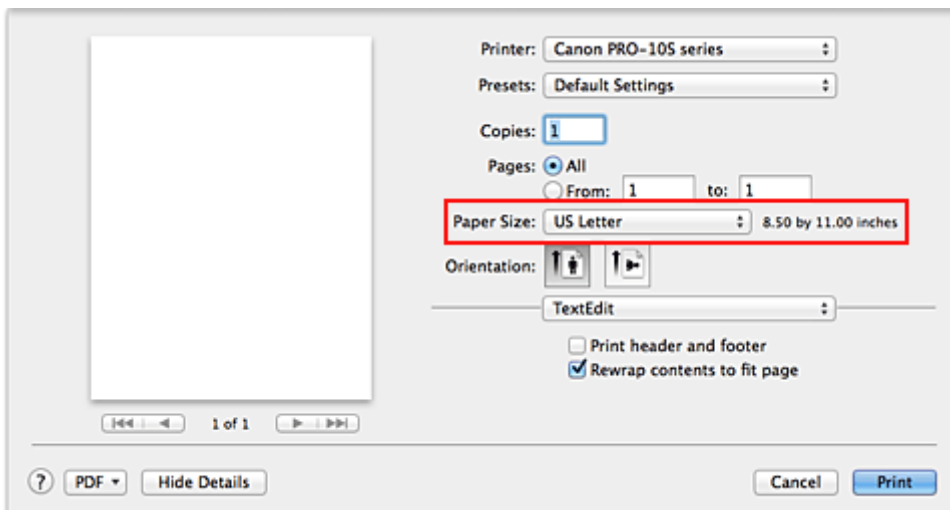 Printer: Canon PRO-10S series
Presets: Default Settings
Copies: 1
Pages: All
From: 1 to: 1
Paper Size: US Letter 8.50 by 11.00 inches
Orientation:
TextEdit
Print header and footer
Rewrap contents to fit page
1 of 1
? PDF Hide Details Cancel Print